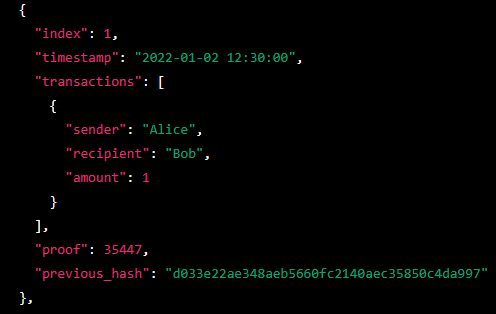 {
"index": 1,
"timestamp": "2022-01-02 12:30:00",
"transactions": [
{
"sender": "Alice",
"recipient": "Bob",
"amount": 1
}
],
"proof": 35447,
"previous_hash": "d033e22ae348aeb5660fc2140aec35850c4da997"
},